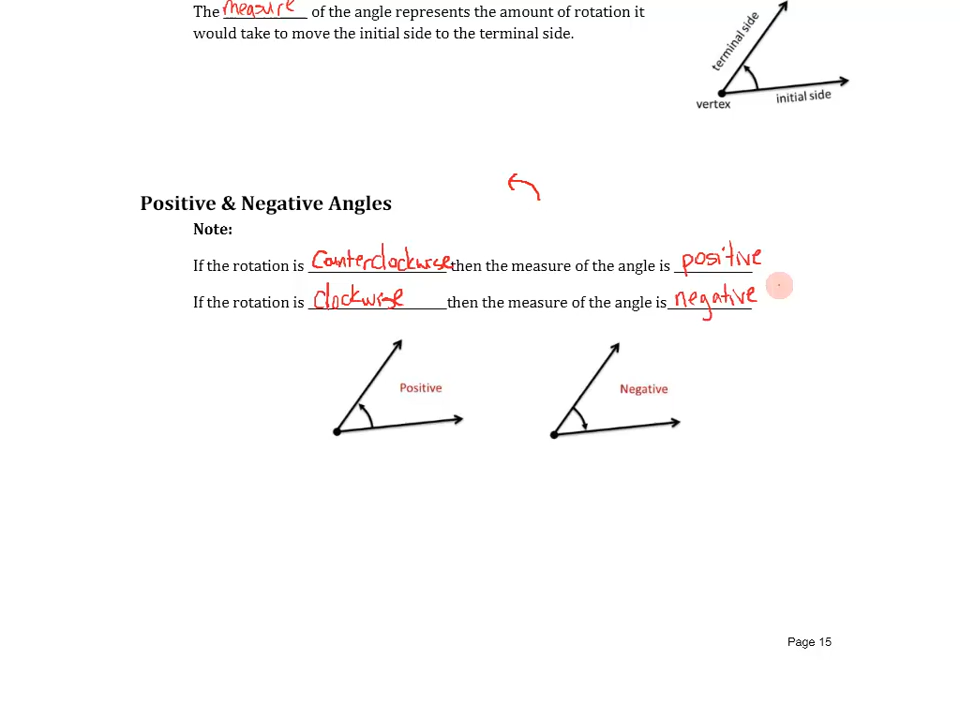 The measure of the angle represents the amount of rotation it
would take to move the initial side to the terminal side.
terminal side
initial side
vertex
Positive & Negative Angles
Note:
If the rotation is counterclockwise then the measure of the angle is positive
If the rotation is clockwise then the measure of the angle is negative
Positive
Negative
Page 15